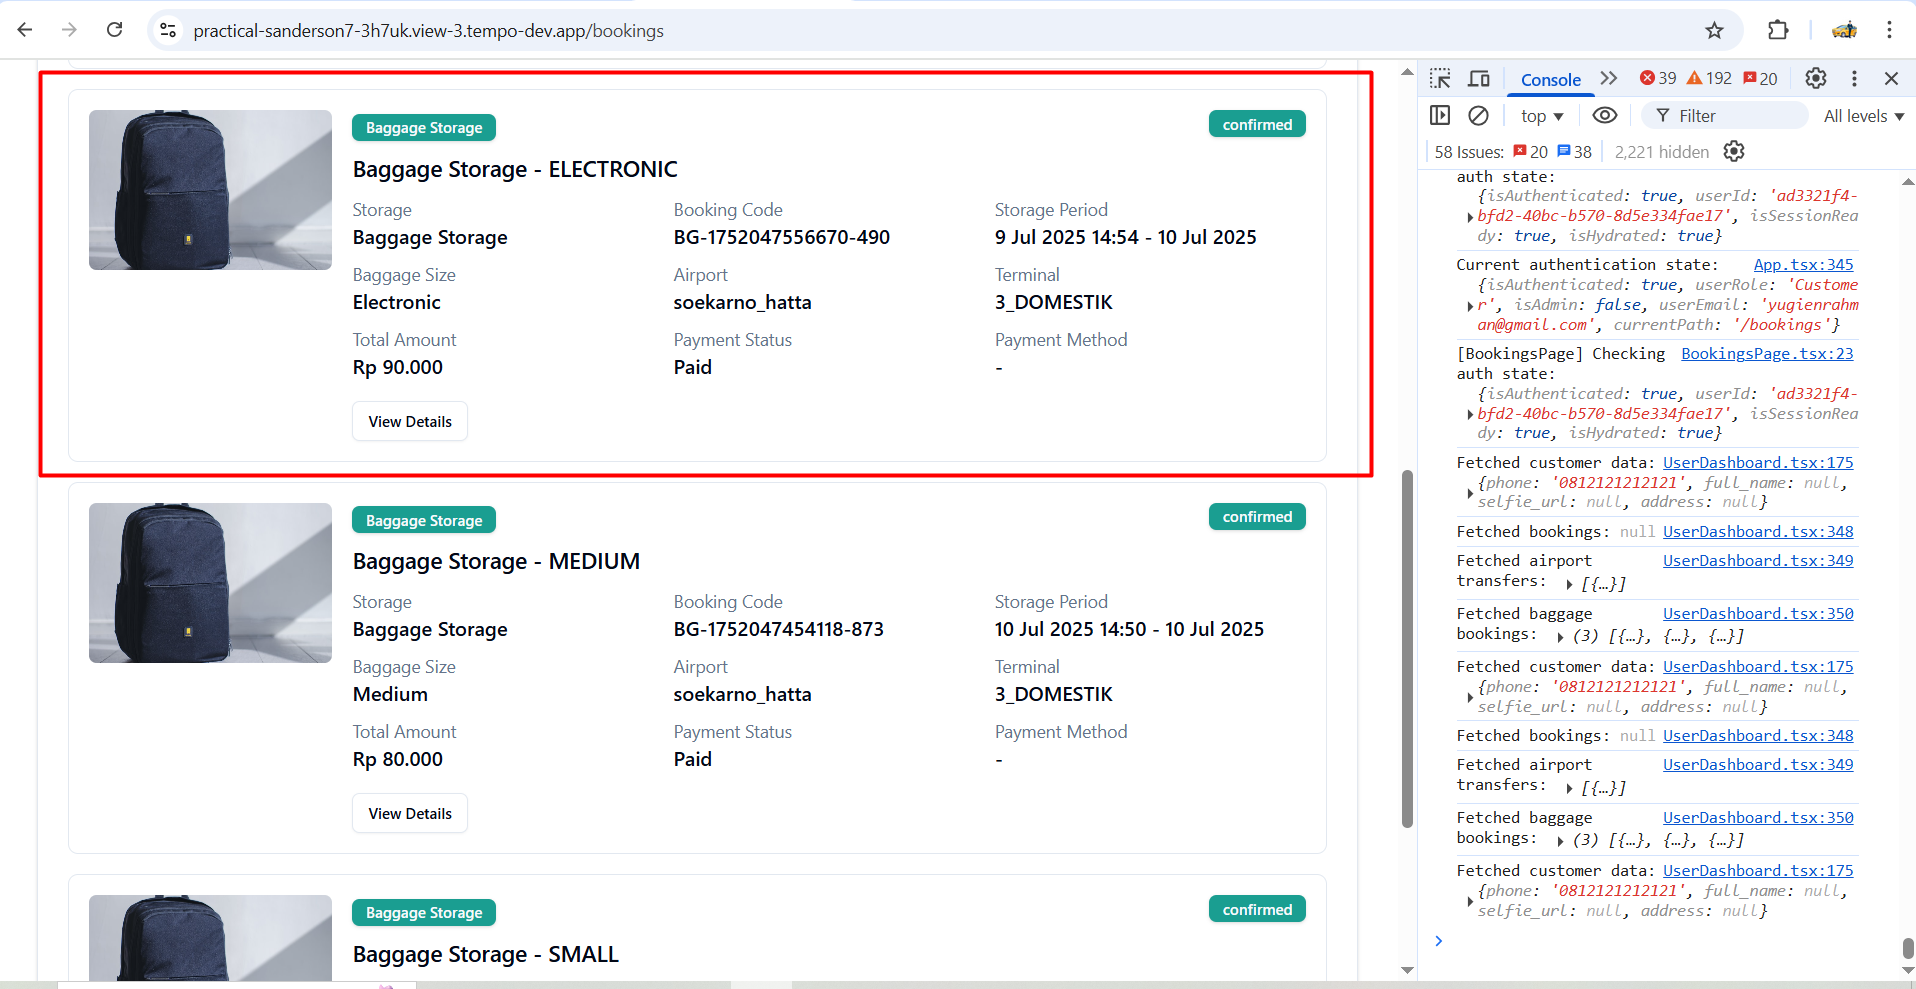 practical-sanderson7-3h7uk.view-3.tempo-dev.app/bookings
Baggage Storage
confirmed
Baggage Storage - ELECTRONIC
Storage
Booking Code
Storage Period
Baggage Storage
BG-1752047556670-490
9 Jul 2025 14:54 - 10 Jul 2025
Baggage Size
Airport
Terminal
Electronic
soekarno_hatta
3_DOMESTIK
Total Amount
Payment Status
Payment Method
Rp 90.000
Paid
-
View Details
Baggage Storage
confirmed
Baggage Storage - MEDIUM
Storage
Booking Code
Storage Period
Baggage Storage
BG-1752047454118-873
10 Jul 2025 14:50 - 10 Jul 2025
Baggage Size
Airport
Terminal
Medium
soekarno_hatta
3_DOMESTIK
Total Amount
Payment Status
Payment Method
Rp 80.000
Paid
-
View Details
Baggage Storage
confirmed
Baggage Storage - SMALL
Console
39
192
20
top
Filter
All levels
58 Issues: 20 38
2,221 hidden
auth state:
{isAuthenticated: true, userId: 'ad3321f4-
bfd2-40bc-b570-8d5e334fae17', isSessionRea
dy: true, isHydrated: true}
Current authentication state: App.tsx:345
{isAuthenticated: true, userRole: 'Custome
r', isAdmin: false, userEmail: 'yugienrahm
an@gmail.com', currentPath: '/bookings'}
[BookingsPage] Checking BookingsPage.tsx:23
auth state:
{isAuthenticated: true, userId: 'ad3321f4-
bfd2-40bc-b570-8d5e334fae17', isSessionRea
dy: true, isHydrated: true}
Fetched customer data: UserDashboard.tsx:175
{phone: '0812121212121', full_name: null,
selfie_url: null, address: null}
Fetched bookings: null UserDashboard.tsx:348
Fetched airport UserDashboard.tsx:349
transfers: [{…}]
Fetched baggage UserDashboard.tsx:350
bookings: (3) [{…}, {…}, {…}]
Fetched customer data: UserDashboard.tsx:175
{phone: '0812121212121', full_name: null,
selfie_url: null, address: null}
Fetched bookings: null UserDashboard.tsx:348
Fetched airport UserDashboard.tsx:349
transfers: [{…}]
Fetched baggage UserDashboard.tsx:350
bookings: (3) [{…}, {…}, {…}]
Fetched customer data: UserDashboard.tsx:175
{phone: '0812121212121', full_name: null,
selfie_url: null, address: null}